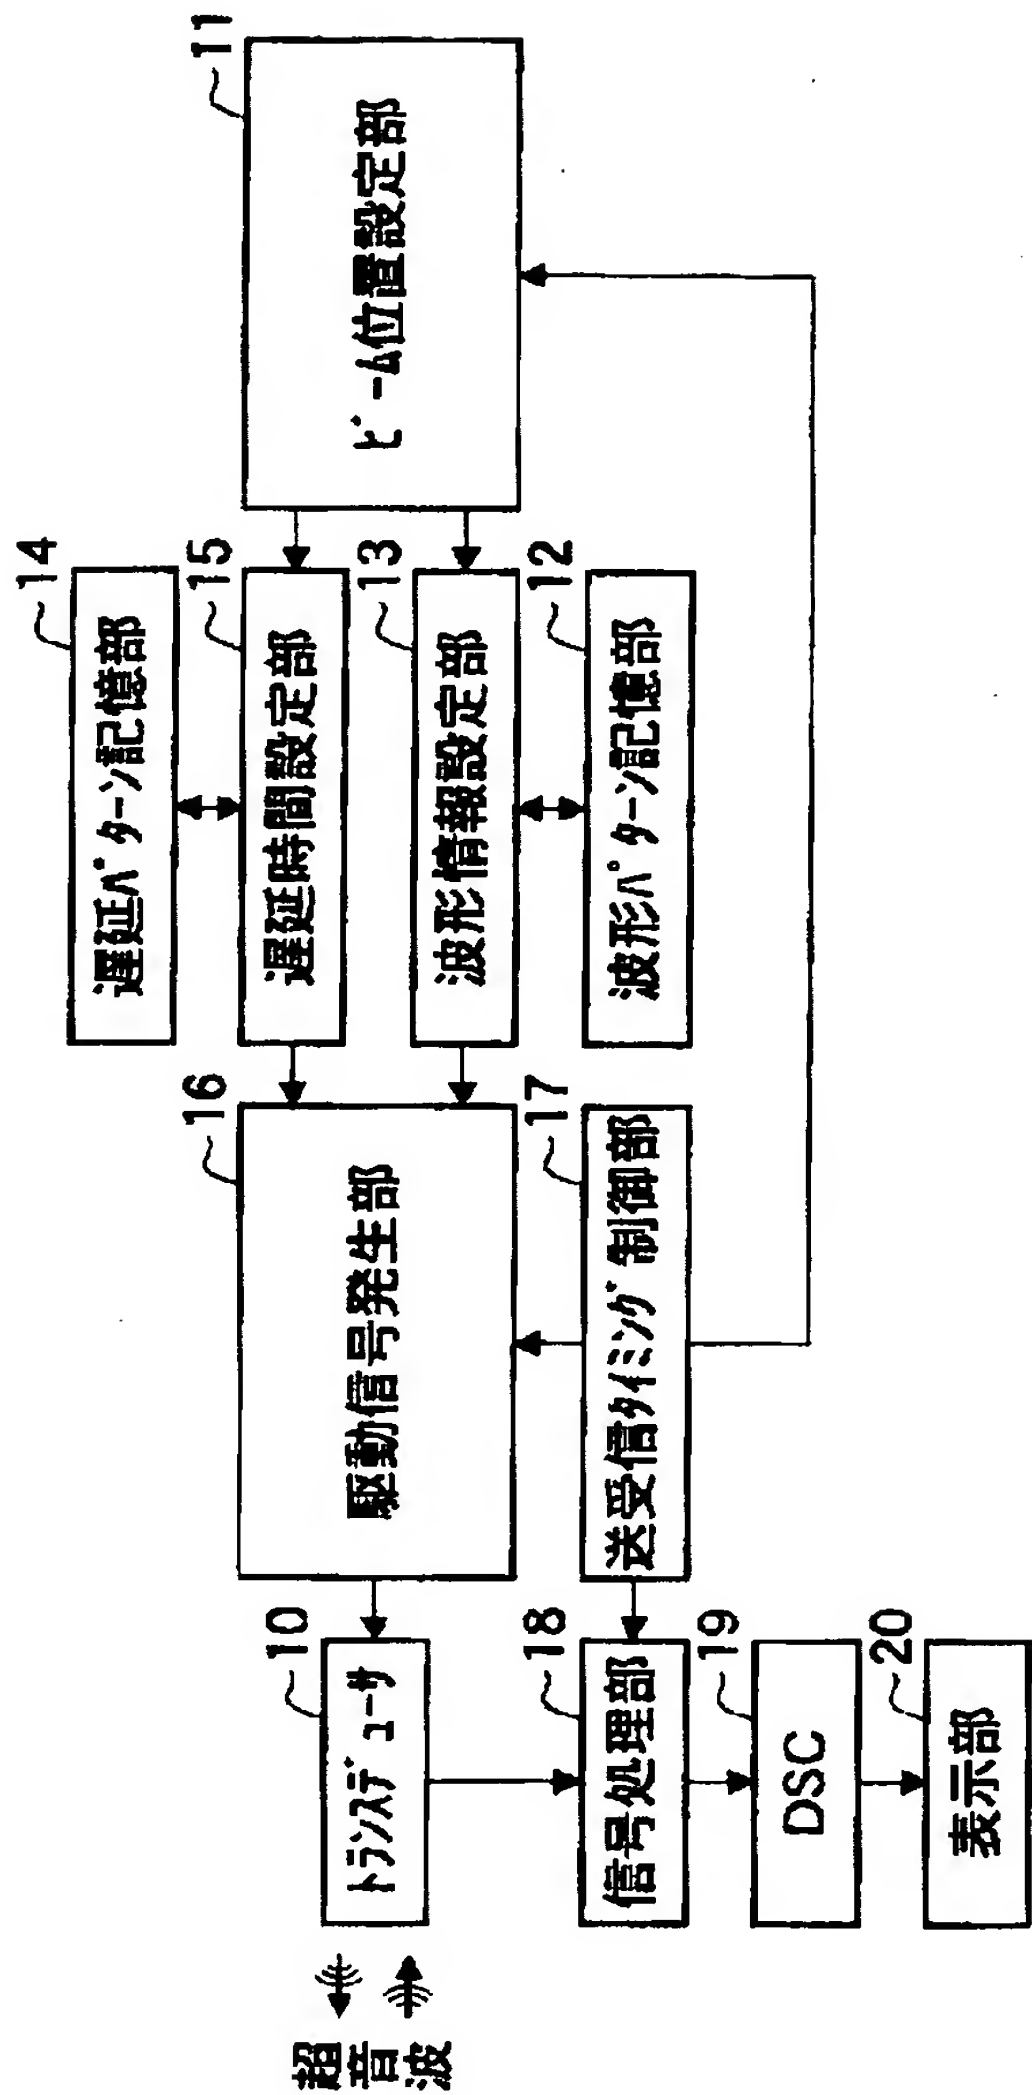 14
遅延ﾊﾟﾀｰﾝ記憶部
16
15
11
超音波
10
ﾄﾗﾝｽﾃﾞｭｰｻ
駆動信号発生部
遅延時間設定部
ﾋﾞｰﾑ位置設定部
13
波形情報設定部
18
信号処理部
17
送受信ﾀｲﾐﾝｸﾞ制御部
12
波形ﾊﾟﾀｰﾝ記憶部
19
DSC
20
表示部